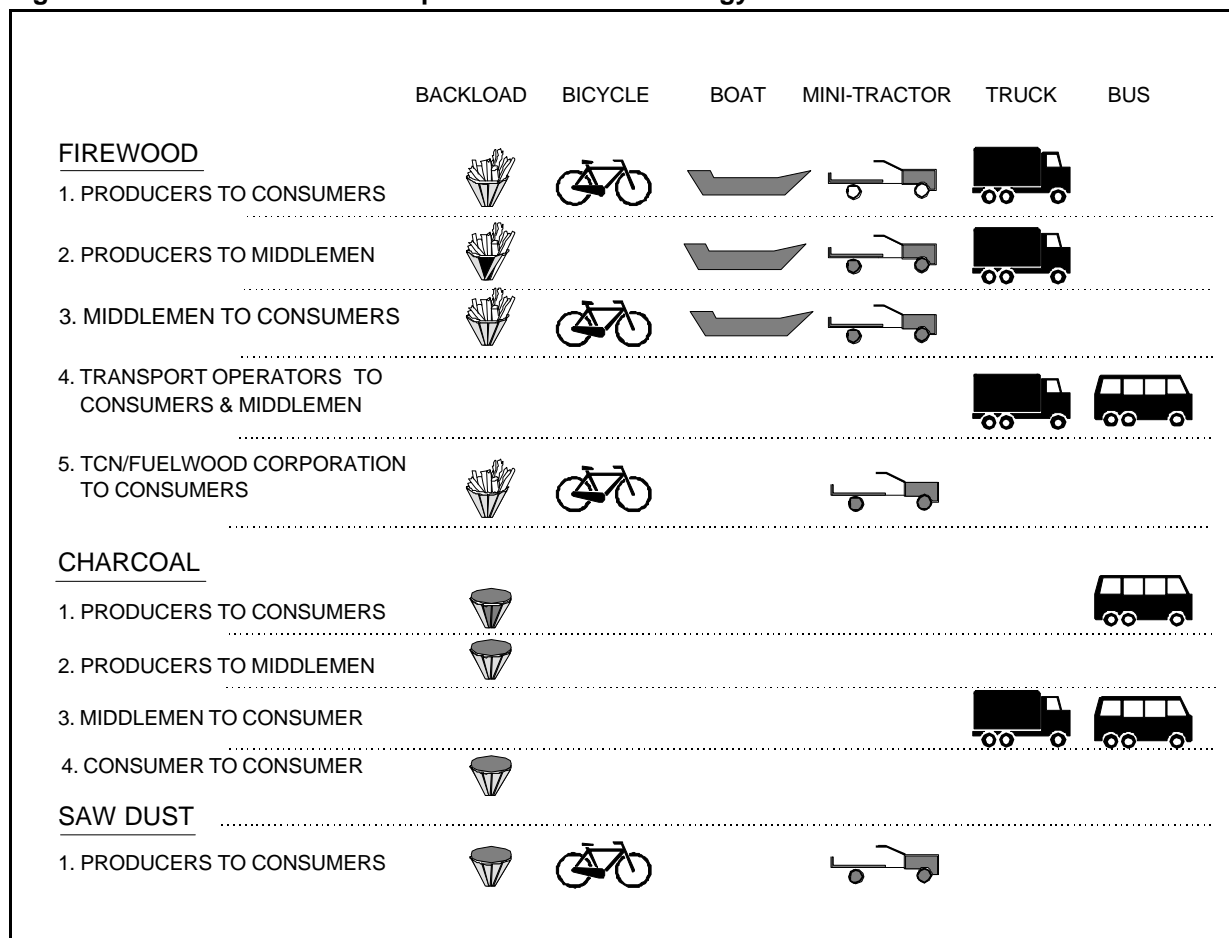 BACKLOAD BICYCLE BOAT MINI-TRACTOR TRUCK BUS
FIREWOOD
1. PRODUCERS TO CONSUMERS
2. PRODUCERS TO MIDDLEMEN
3. MIDDLEMEN TO CONSUMERS
4. TRANSPORT OPERATORS TO
CONSUMERS & MIDDLEMEN
5. TCN/FUELWOOD CORPORATION
TO CONSUMERS
CHARCOAL
1. PRODUCERS TO CONSUMERS
2. PRODUCERS TO MIDDLEMEN
3. MIDDLEMEN TO CONSUMER
4. CONSUMER TO CONSUMER
SAW DUST
1. PRODUCERS TO CONSUMERS